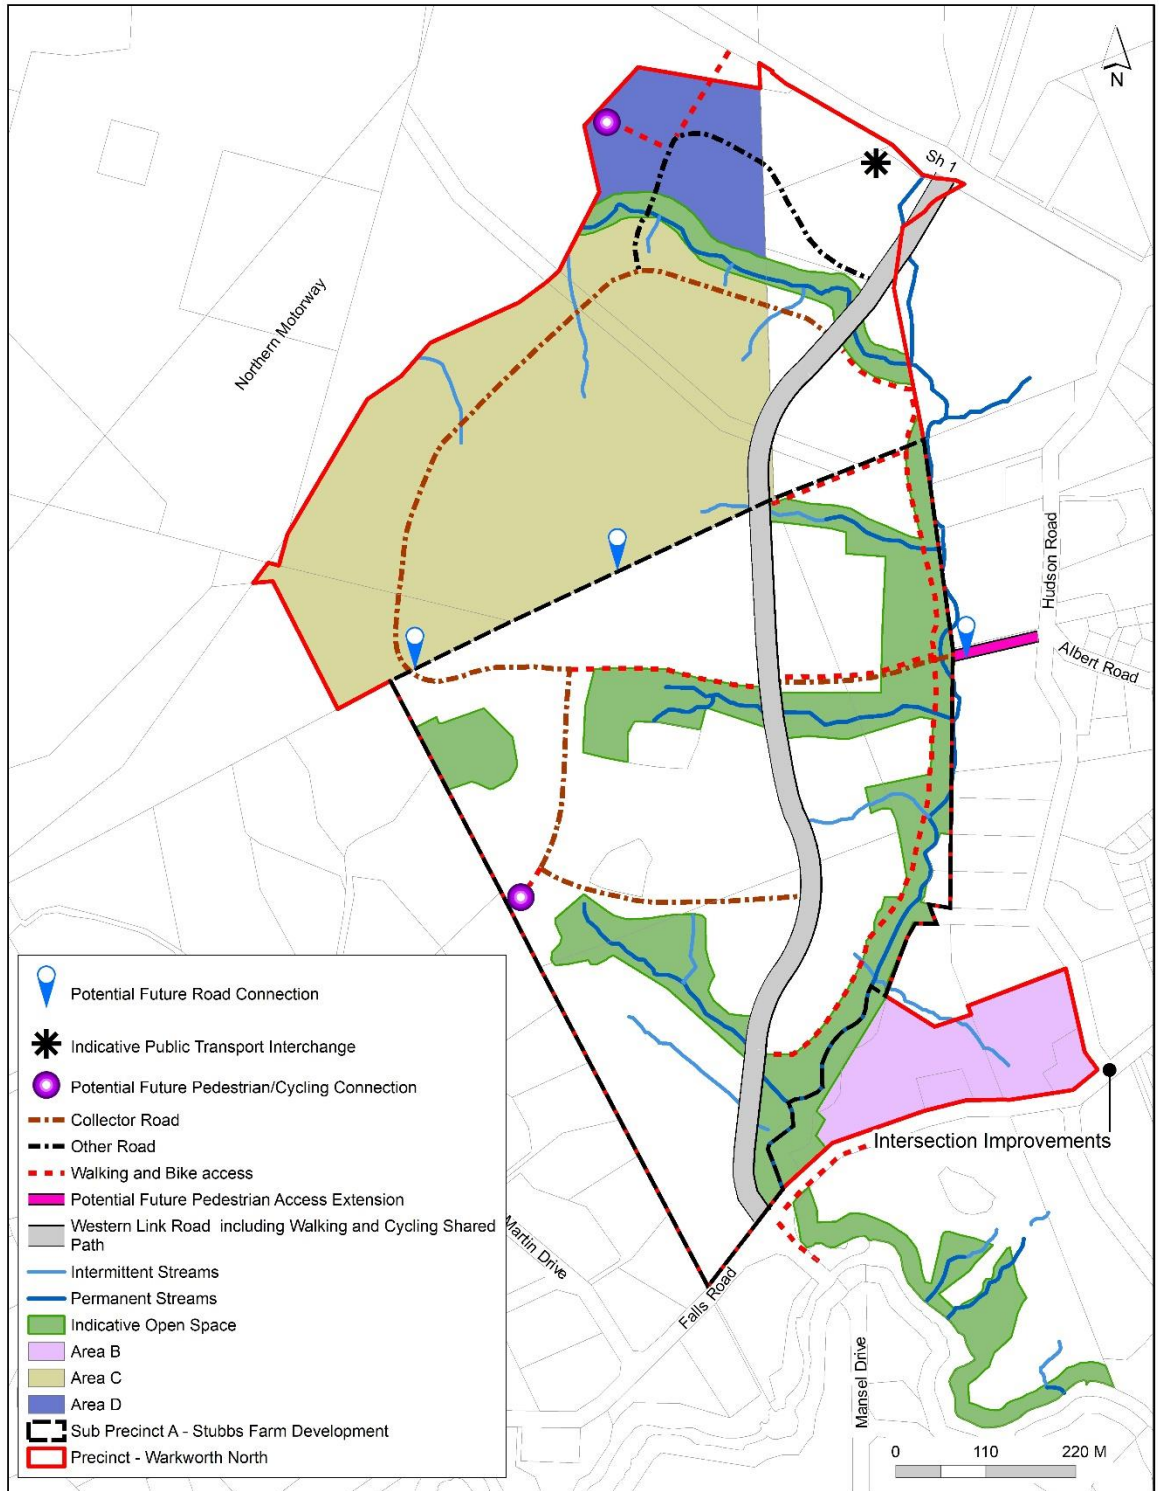 N
Sh 1
Northern Motorway
Hudson Road
Albert Road
Intersection Improvements
Martin Drive
Falls Road
Mansel Drive
Potential Future Road Connection
Indicative Public Transport Interchange
Potential Future Pedestrian/Cycling Connection
Collector Road
Other Road
Walking and Bike access
Potential Future Pedestrian Access Extension
Western Link Road including Walking and Cycling Shared
Path
Intermittent Streams
Permanent Streams
Indicative Open Space
Area B
Area C
Area D
Sub Precinct A - Stubbs Farm Development
Precinct - Warkworth North
0 110 220 M